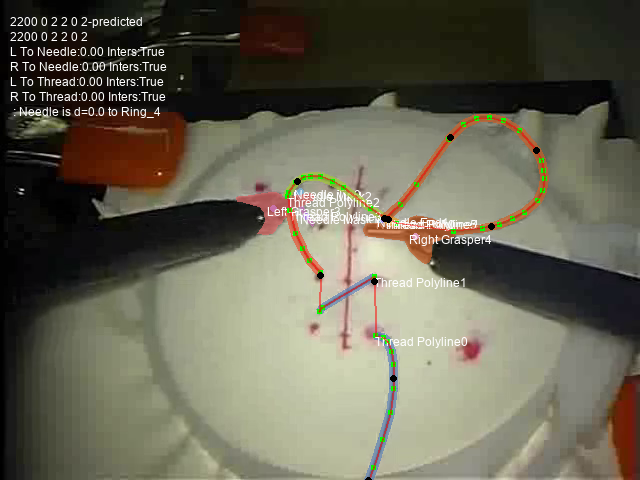 2200 0 2 2 0 2-predicted
2200 0 2 2 0 2
L To Needle:0.00 Inters:True
R To Needle:0.00 Inters:True
L To Thread:0.00 Inters:True
R To Thread:0.00 Inters:True
: Needle is d=0.0 to Ring_4
Thread Polyline2
Left Grasper
Right Grasper4
Thread Polyline1
Thread Polyline0